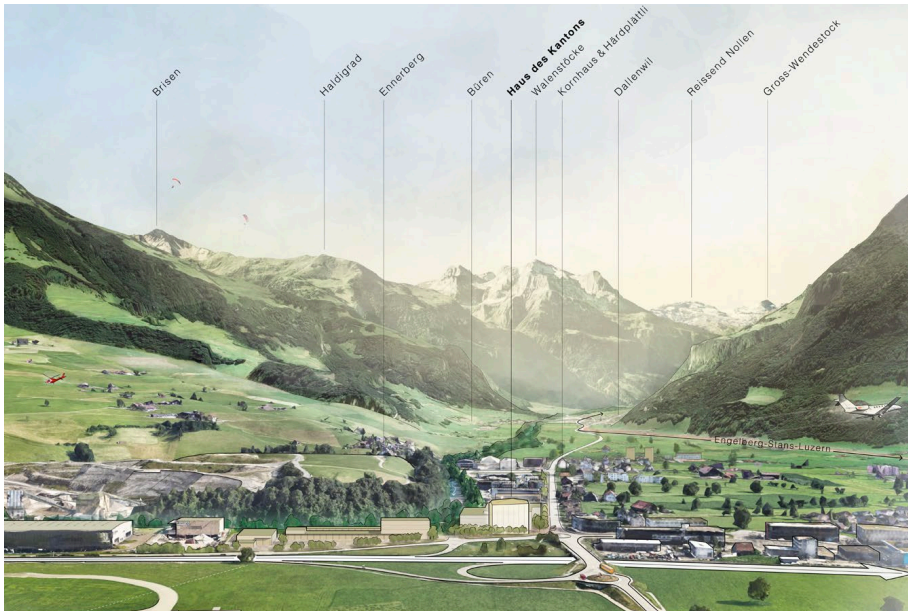 Brisen
Haldigrad
Ennerberg
Büren
Haus des Kantons
Walenstöcke
Kornhaus & Härdplättli
Dallenwil
Reissend Nollen
Gross-Wendestock
Engelberg-Stans-Luzern